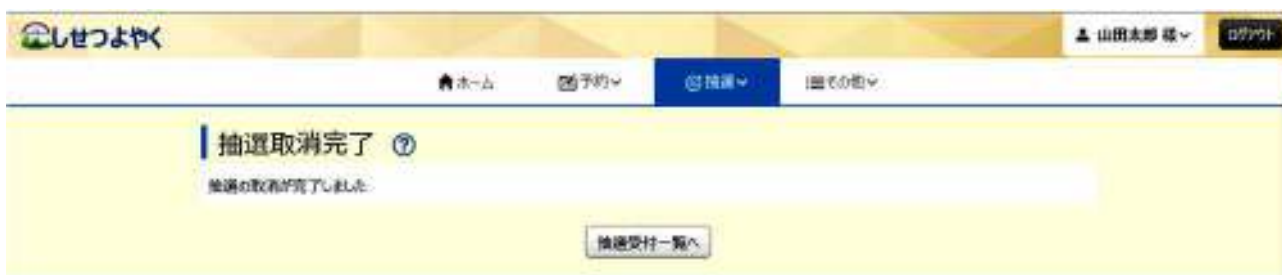 しせつよやく
山田太郎 様
ログアウト
ホーム 予約 抽選 その他
抽選取消完了 ?
抽選の取消が完了しました
抽選受付一覧へ